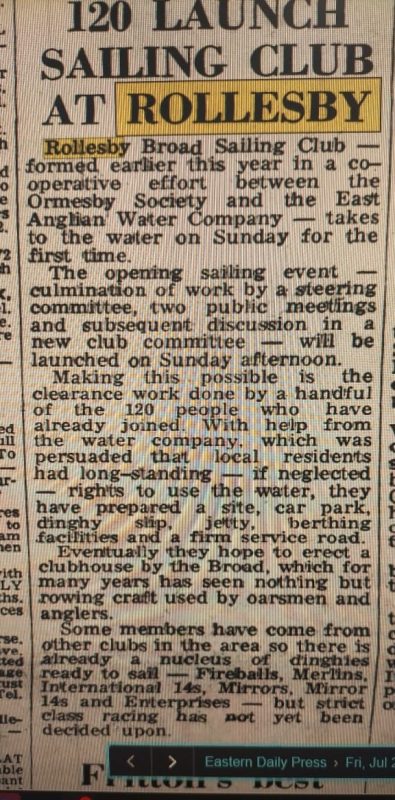 120 LAUNCH
SAILING CLUB
AT ROLLESBY
Rollesby Broad Sailing Club —
formed earlier this year in a co-
operative effort between the
Ormesby Society and the East
Anglian Water Company — takes
to the water on Sunday for the
first time.
The opening sailing event —
culmination of work by a steering
committee, two public meetings
and subsequent discussion in a
new club committee — will be
launched on Sunday afternoon.
Making this possible is the
clearance work done by a handful
of the 120 people who have
already joined. With help from
the water company, which was
persuaded that local residents
had long-standing — if neglected
— rights to use the water, they
have prepared a site, car park,
dinghy slip, jetty, berthing
facilities and a firm service road.
Eventually they hope to erect a
clubhouse by the Broad, which for
many years has seen nothing but
rowing craft used by oarsmen and
anglers.
Some members have come from
other clubs in the area so there is
already a nucleus of dinghies
ready to sail — Fireballs, Merlins,
International 14s, Mirrors, Mirror
14s and Enterprises — but strict
class racing has not yet been
decided upon.
Eastern Daily Press › Fri, Jul
Fritton's best